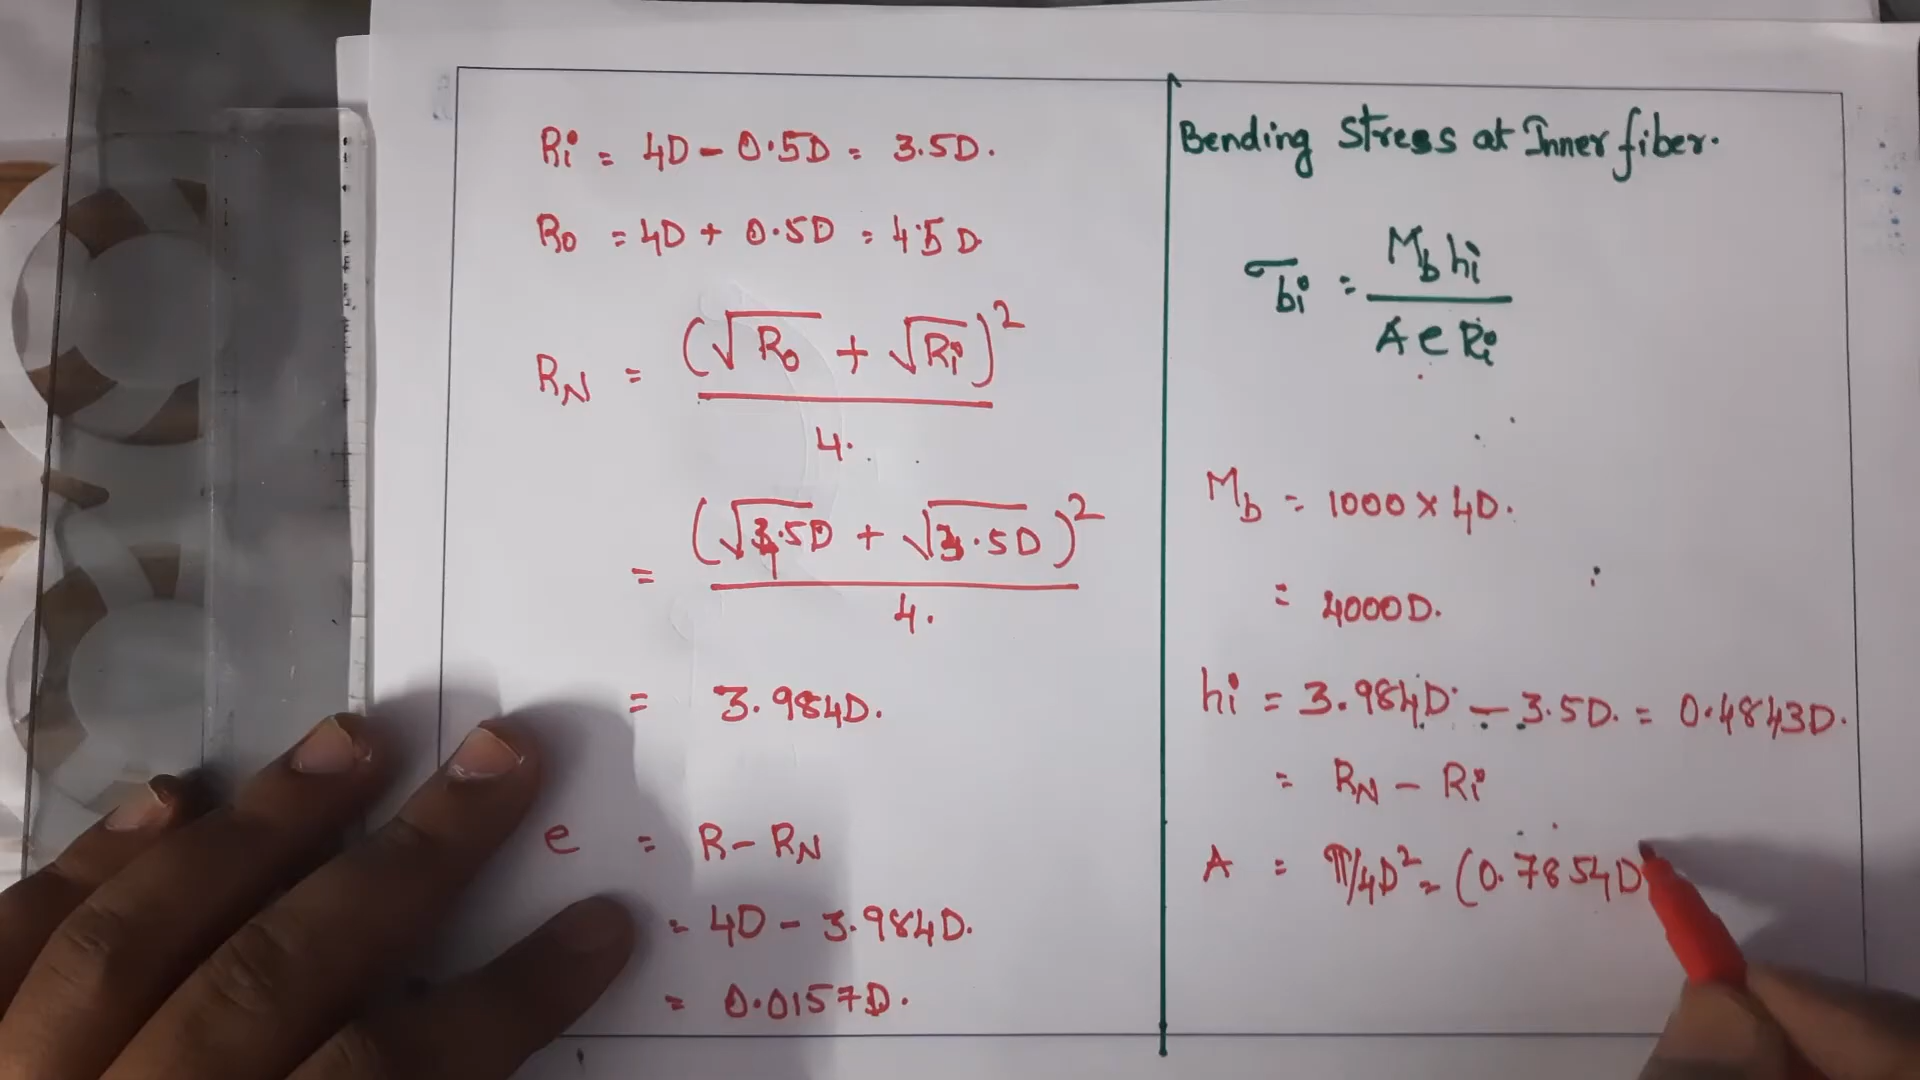 Ri = 4D - 0.5D = 3.5D.
Ro = 4D + 0.5D = 4.5D
RN = (√Ro + √Ri)²
4.
= (√4.5D + √3.5D)²
4.
= 3.984D.
e = R - RN
= 4D - 3.984D.
= 0.0157D.
Bending Stress at Inner fiber.
σbi = Mb hi
A e Ri
Mb = 1000 × 4D.
= 4000D.
hi = 3.984D - 3.5D. = 0.4843D.
= RN - Ri
A = π/4D² = (0.7854D